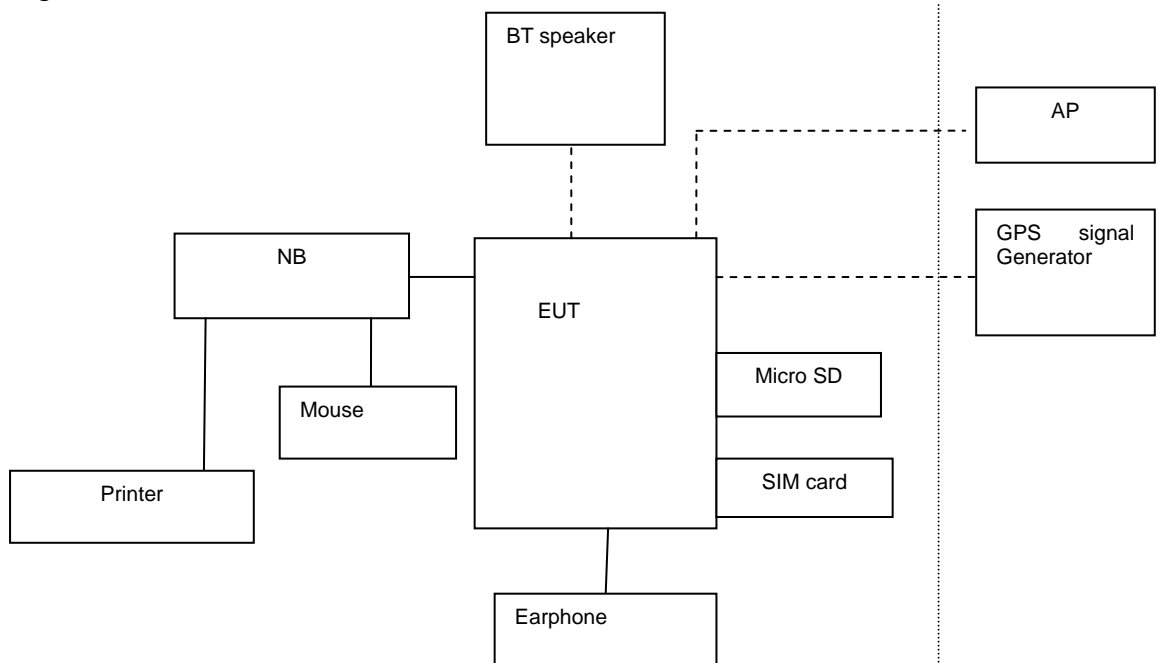 BT speaker
AP
GPS signal
Generator
NB
EUT
Micro SD
Mouse
SIM card
Printer
Earphone